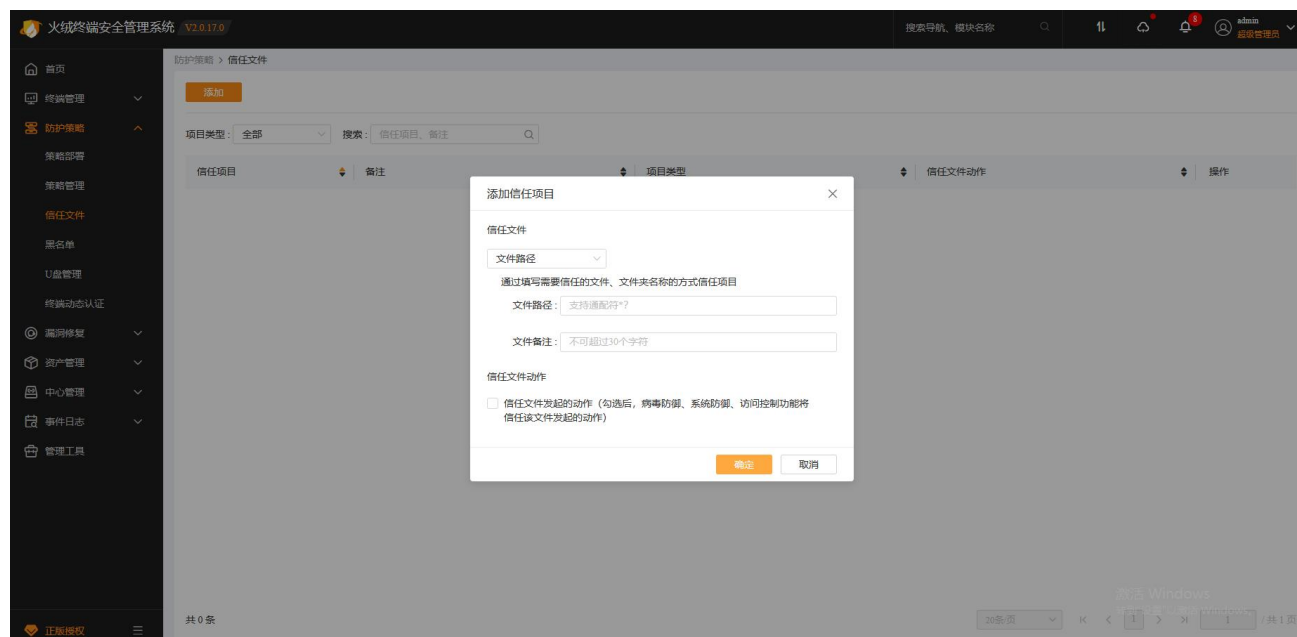 火绒终端安全管理系统 V2.0.17.0
搜索导航、模块名称
8
admin
超级管理员
首页
终端管理
防护策略
策略部署
策略管理
信任文件
黑名单
U盘管理
终端动态认证
漏洞修复
资产管理
中心管理
事件日志
管理工具
正版授权
防护策略 > 信任文件
添加
项目类型: 全部 搜索: 信任项目、备注
信任项目 备注 项目类型 信任文件动作 操作
添加信任项目
信任文件
文件路径
通过填写需要信任的文件、文件夹名称的方式信任项目
文件路径: 支持通配符*?
文件备注: 不可超过30个字符
信任文件动作
信任文件发起的动作（勾选后，病毒防御、系统防御、访问控制功能将
信任该文件发起的动作）
确定 取消
激活 Windows
共 0 条 20条/页 1 1 / 共 1 页